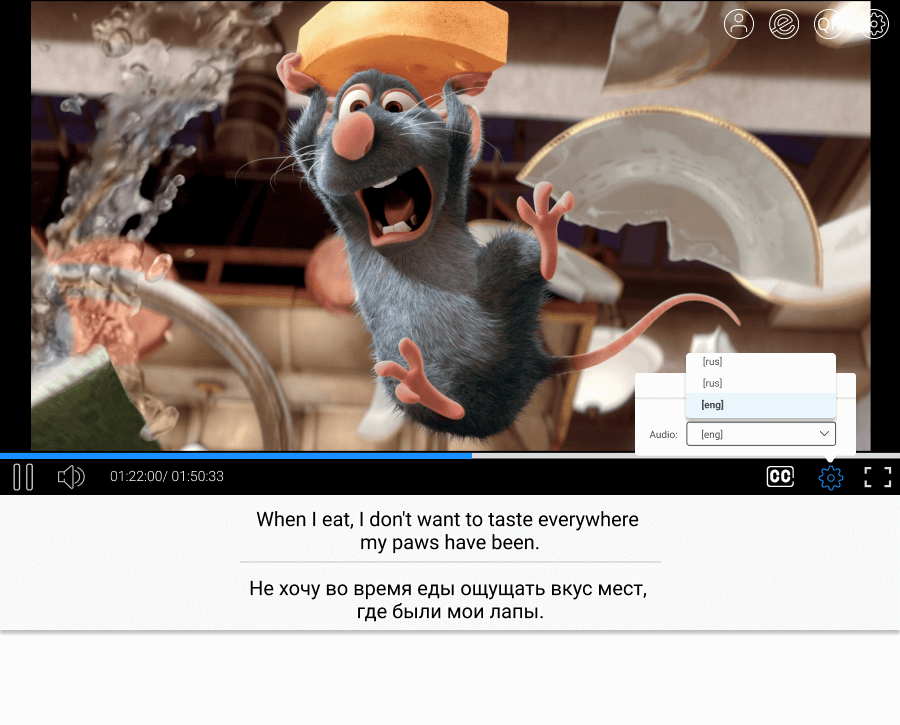 [rus]
[rus]
[eng]
Audio: [eng]
01:22:00/ 01:50:33
CC
When I eat, I don't want to taste everywhere
my paws have been.
Не хочу во время еды ощущать вкус мест,
где были мои лапы.